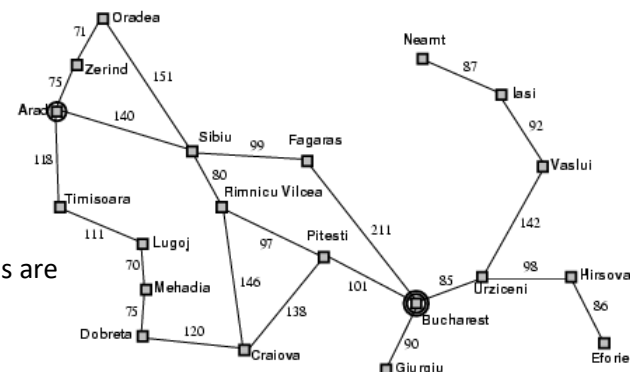 Oradea
71
Neamt
Zerind
87
75
151
Iasi
Arad
140
92
Sibiu
Fagaras
99
118
80
Vaslui
Timisoara
Rimnicu Vilcea
111
Lugoj
97
Pitesti
211
142
s are
70
98
Hirsova
Mehadia
146
101
85
Urziceni
75
138
86
Bucharest
Dobreta
120
90
Craiova
Eforie
Giurgiu